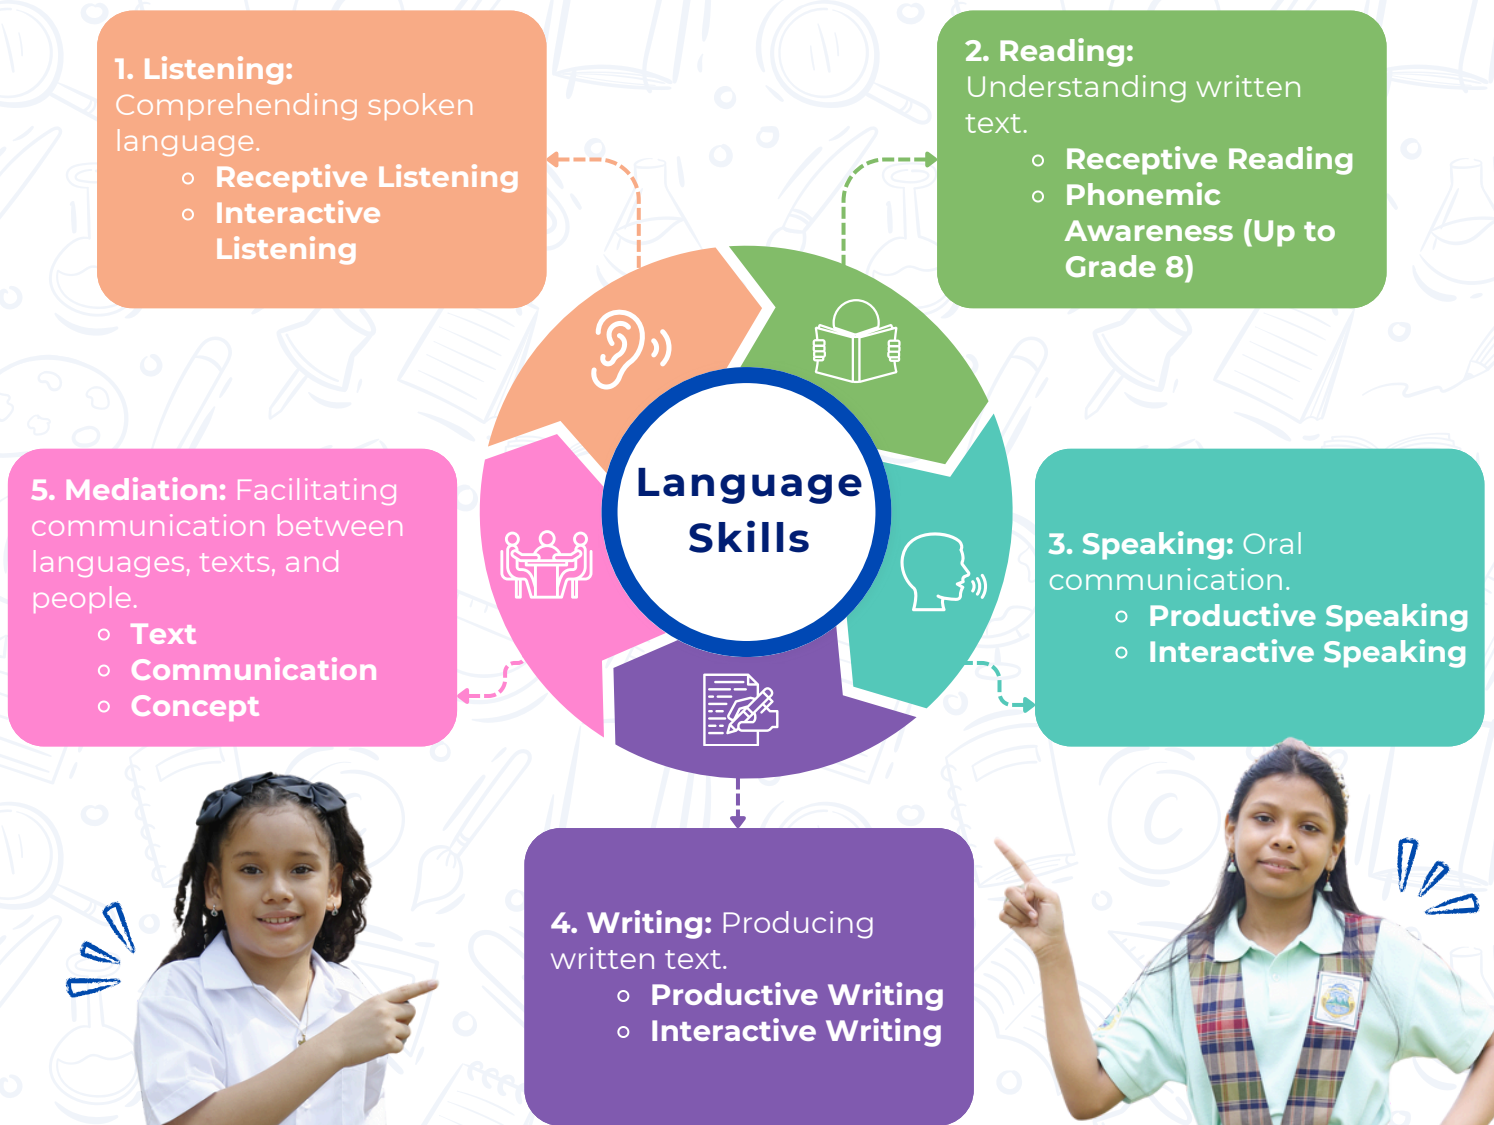 1. Listening:
Comprehending spoken
language.
Receptive Listening
Interactive
Listening
2. Reading:
Understanding written
text.
Receptive Reading
Phonemic
Awareness (Up to
Grade 8)
Language
Skills
3. Speaking: Oral
communication.
Productive Speaking
Interactive Speaking
4. Writing: Producing
written text.
Productive Writing
Interactive Writing
5. Mediation: Facilitating
communication between
languages, texts, and
people.
Text
Communication
Concept